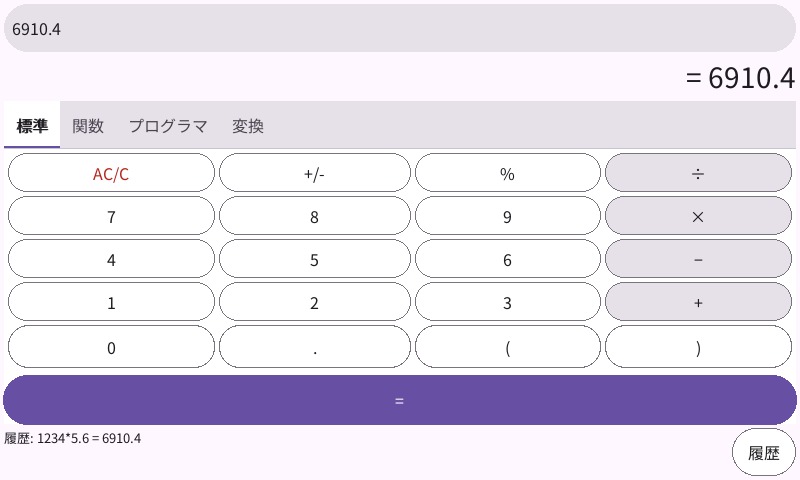 6910.4
= 6910.4
標準 関数 プログラマ 変換
AC/C +/- % ÷
7 8 9 ×
4 5 6 −
1 2 3 +
0 . ( )
=
履歴: 1234*5.6 = 6910.4
履歴